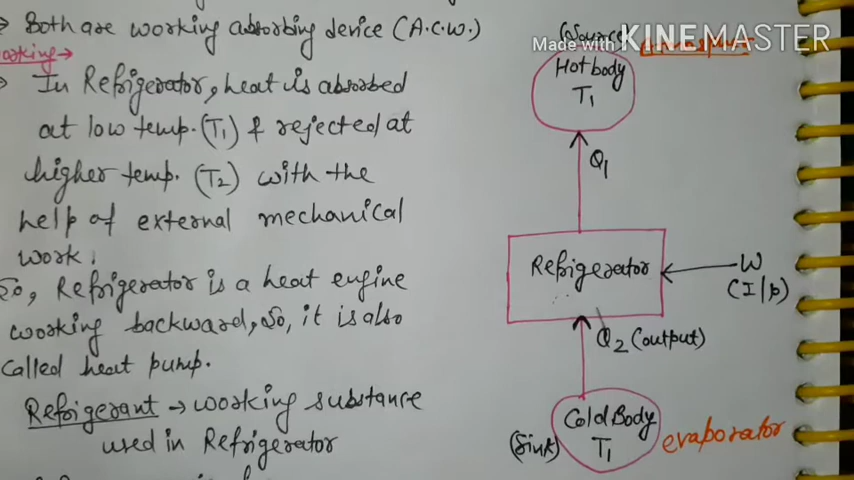 Both are working absorbing device (A.C.W.)
working →
In Refrigerator, heat is absorbed
at low temp. (T1) & rejected at
higher temp. (T2) with the
help of external mechanical
work.
So, Refrigerator is a heat engine
working backward, so, it is also
called heat pump.
Refrigerant → working substance
used in Refrigerator
(Source)
Made with KINEMASTER
Hot body
T1
Q1
Refrigerator
W
(I/p)
Q2 (output)
Cold Body
T1
(Sink)
evaporator